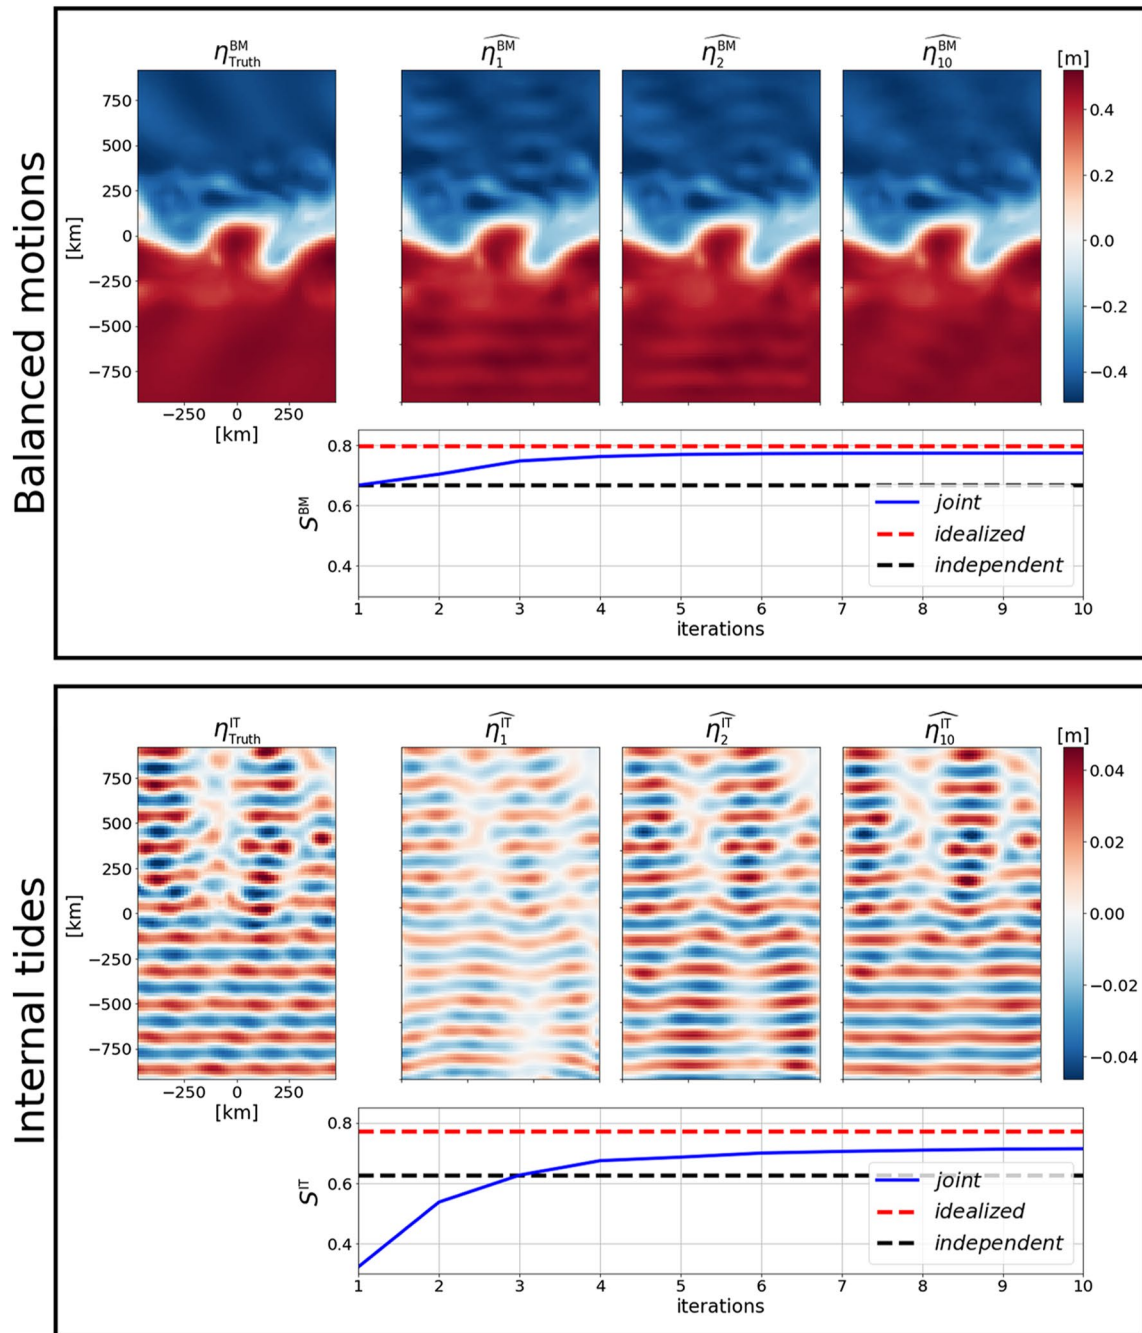 Balanced motions
η^BM_Truth
η̂^BM_1
η̂^BM_2
η̂^BM_10
[m]
750
500
250
0
−250
−500
−750
[km]
−250 0 250
[km]
0.4
0.2
0.0
−0.2
−0.4
0.8
0.6
0.4
S^BM
joint
idealized
independent
1 2 3 4 5 6 7 8 9 10
iterations
Internal tides
η^IT_Truth
η̂^IT_1
η̂^IT_2
η̂^IT_10
[m]
750
500
250
0
−250
−500
−750
[km]
−250 0 250
[km]
0.04
0.02
0.00
−0.02
−0.04
0.8
0.6
0.4
S^IT
joint
idealized
independent
1 2 3 4 5 6 7 8 9 10
iterations